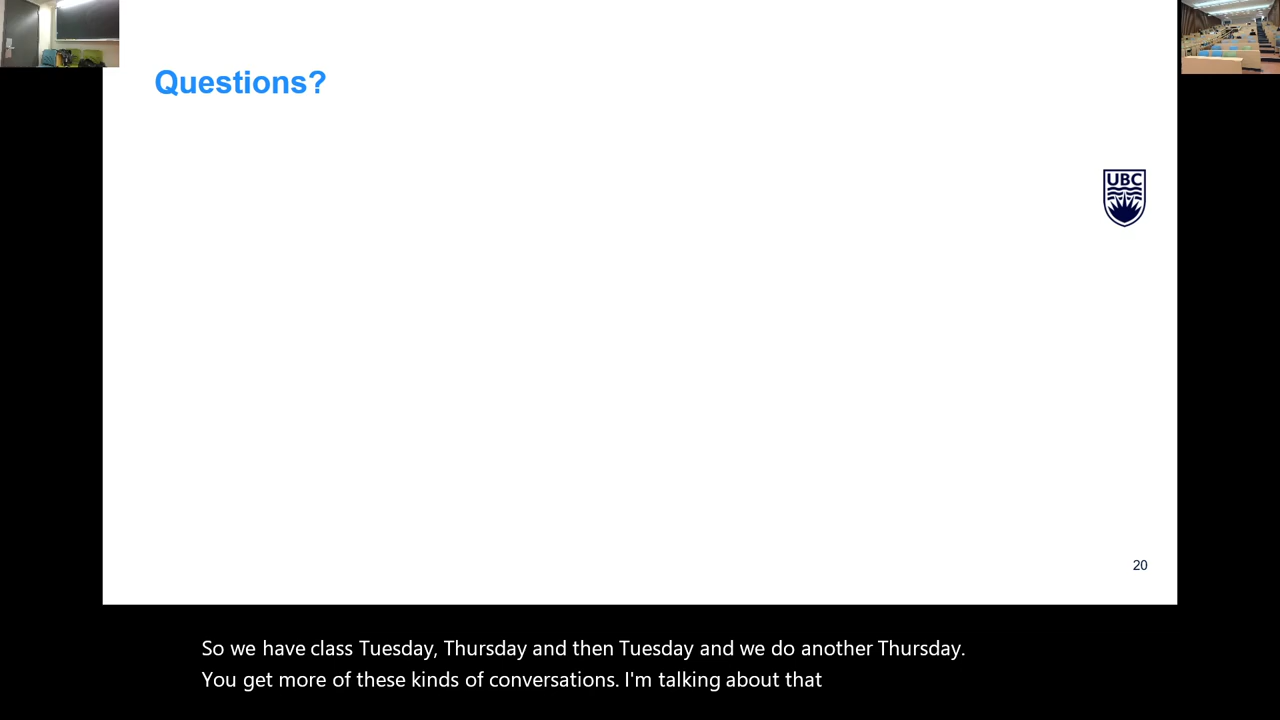 Questions?
UBC
20
So we have class Tuesday, Thursday and then Tuesday and we do another Thursday.
You get more of these kinds of conversations. I'm talking about that